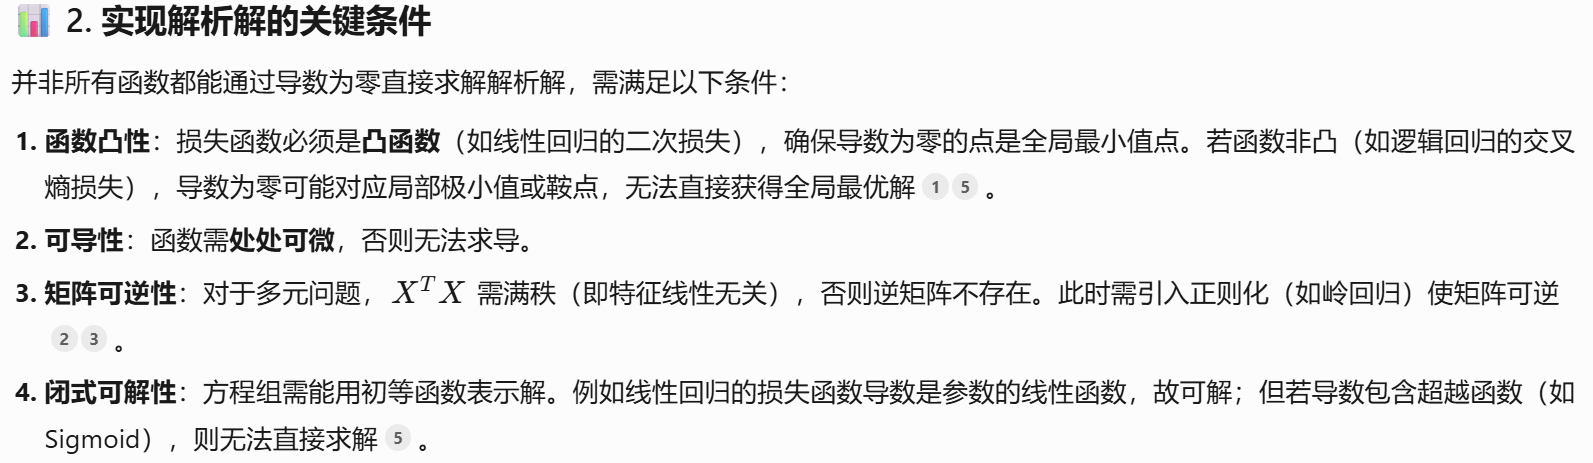 📊 2. 实现解析解的关键条件
并非所有函数都能通过导数为零直接求解解析解，需满足以下条件：
1. 函数凸性：损失函数必须是凸函数（如线性回归的二次损失），确保导数为零的点是全局最小值点。若函数非凸（如逻辑回归的交叉
熵损失），导数为零可能对应局部极小值或鞍点，无法直接获得全局最优解 1 5 。
2. 可导性：函数需处处可微，否则无法求导。
3. 矩阵可逆性：对于多元问题， X^T X 需满秩（即特征线性无关），否则逆矩阵不存在。此时需引入正则化（如岭回归）使矩阵可逆
2 3 。
4. 闭式可解性：方程组需能用初等函数表示解。例如线性回归的损失函数导数是参数的线性函数，故可解；但若导数包含超越函数（如
Sigmoid），则无法直接求解 5 。